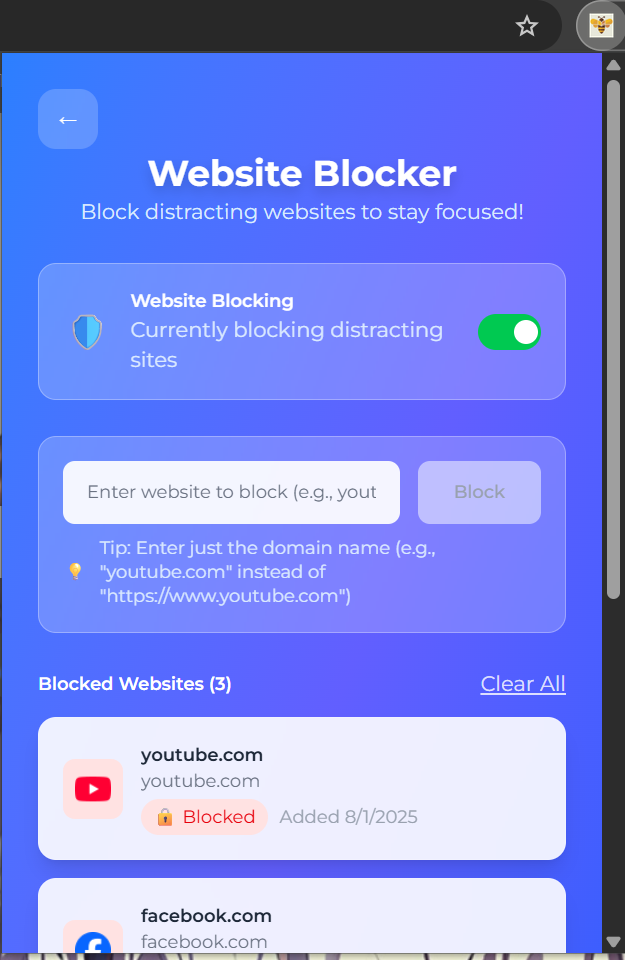 ←
Website Blocker
Block distracting websites to stay focused!
Website Blocking
Currently blocking distracting
sites
Enter website to block (e.g., yout
Block
Tip: Enter just the domain name (e.g.,
"youtube.com" instead of
"https://www.youtube.com")
Blocked Websites (3)
Clear All
youtube.com
youtube.com
Blocked
Added 8/1/2025
facebook.com
facebook.com